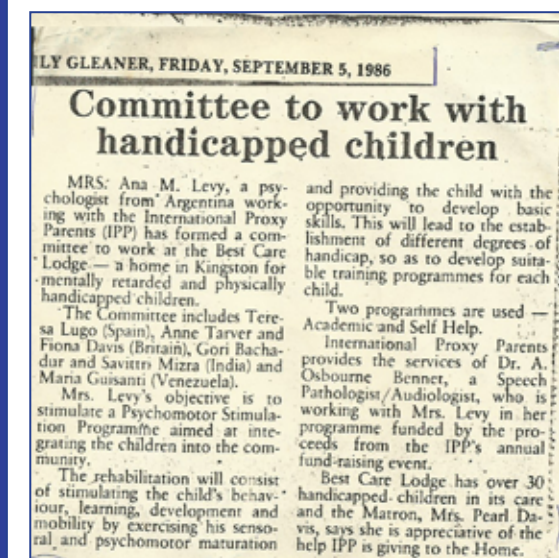 LY GLEANER, FRIDAY, SEPTEMBER 5, 1986
Committee to work with
handicapped children
MRS. Ana M. Levy, a psy-
chologist from Argentina work-
ing with the International Proxy
Parents (IPP) has formed a com-
mittee to work at the Best Care
Lodge — a home in Kingston for
mentally retarded and physically
handicapped children.
The Committee includes Tere-
sa Lugo (Spain), Anne Tarver and
Fiona Davis (Britain), Gori Bacha-
dur and Savittri Mizra (India) and
Maria Guisanti (Venezuela).
Mrs. Levy's objective is to
stimulate a Psychomotor Stimula-
tion Programme aimed at inte-
grating the children into the com-
munity.
The rehabilitation will consist
of stimulating the child's behav-
iour, learning, development and
mobility by exercising his senso-
ral and psychomotor maturation
and providing the child with the
opportunity to develop basic
skills. This will lead to the estab-
lishment of different degrees of
handicap, so as to develop suita-
ble training programmes for each
child.
Two programmes are used —
Academic and Self Help.
International Proxy Parents
provides the services of Dr. A.
Osbourne Bennet, a Speech
Pathologist/Audiologist, who is
working with Mrs. Levy in her
programme funded by the pro-
ceeds from the IPP's annual
fund-raising event.
Best Care Lodge has over 30
handicapped children in its care
and the Matron, Mrs. Pearl Da-
vis, says she is appreciative of the
help IPP is giving to the Home.